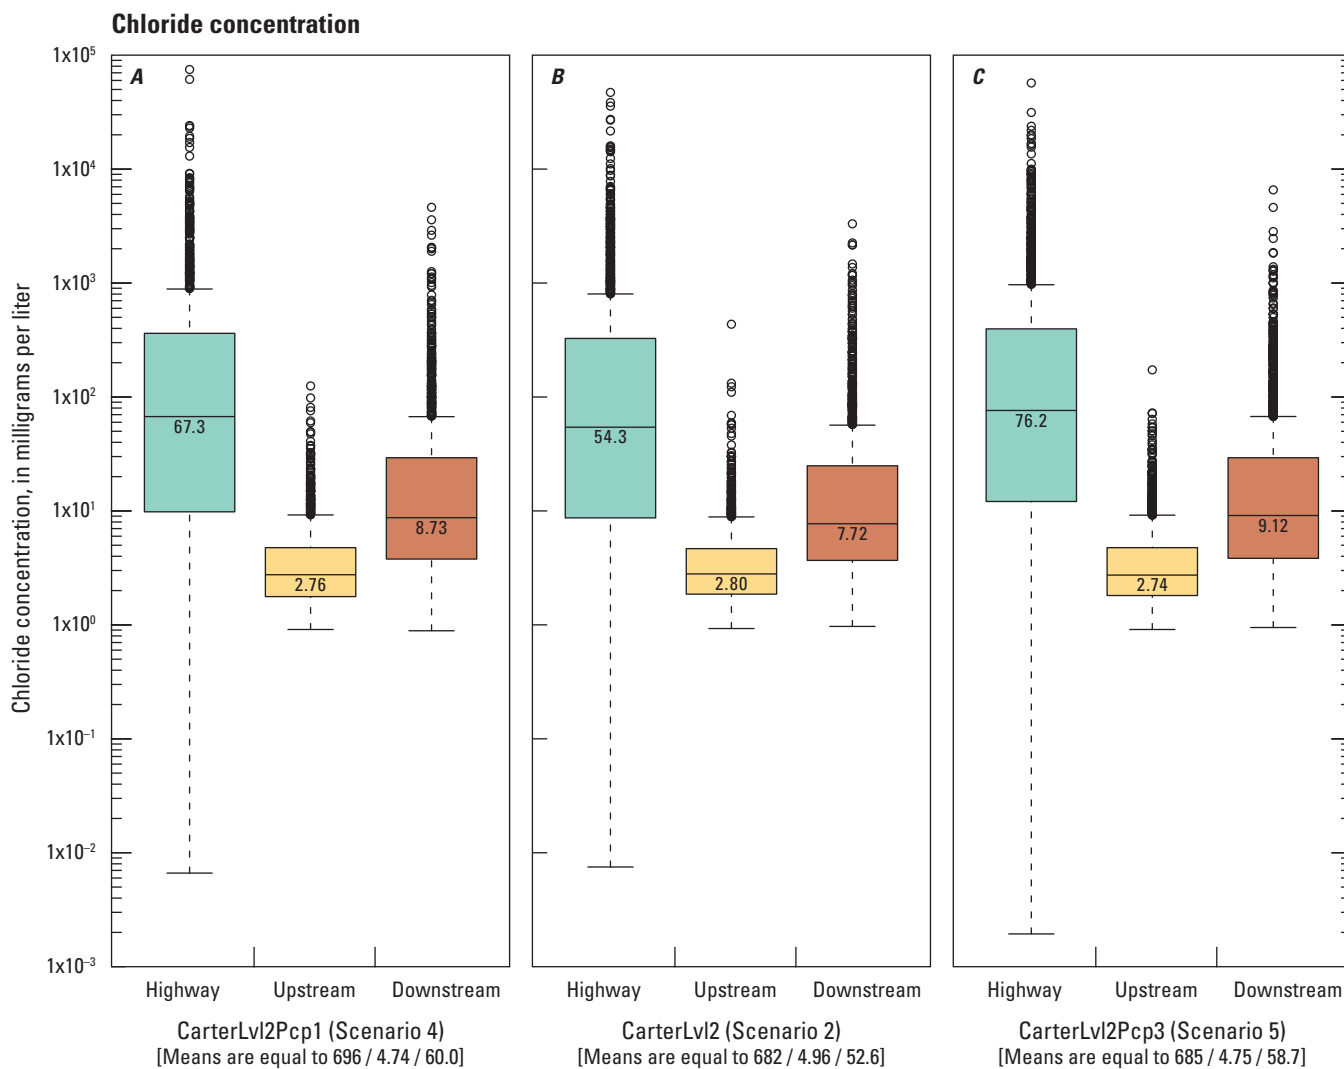 Chloride concentration
Chloride concentration, in milligrams per liter
1x10⁵
1x10⁴
1x10³
1x10²
1x10¹
1x10⁰
1x10⁻¹
1x10⁻²
1x10⁻³
A
67.3
2.76
8.73
Highway Upstream Downstream
CarterLvl2Pcp1 (Scenario 4)
[Means are equal to 696 / 4.74 / 60.0]
B
54.3
2.80
7.72
Highway Upstream Downstream
CarterLvl2 (Scenario 2)
[Means are equal to 682 / 4.96 / 52.6]
C
76.2
2.74
9.12
Highway Upstream Downstream
CarterLvl2Pcp3 (Scenario 5)
[Means are equal to 685 / 4.75 / 58.7]